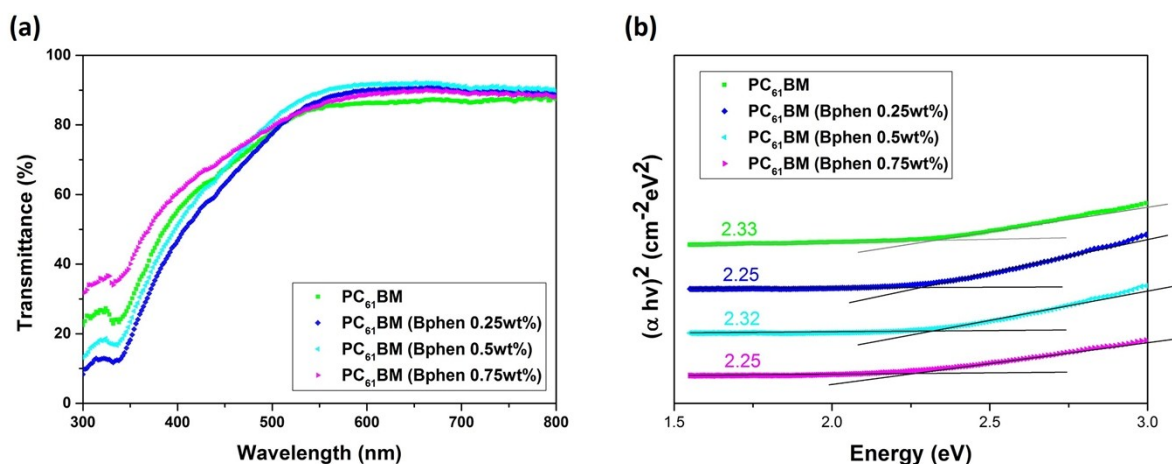 (a)
100
80
60
40
20
0
Transmittance (%)
300
400
500
600
700
800
Wavelength (nm)
PC₆₁BM
PC₆₁BM (Bphen 0.25wt%)
PC₆₁BM (Bphen 0.5wt%)
PC₆₁BM (Bphen 0.75wt%)
(b)
(α hν)² (cm⁻²eV²)
PC₆₁BM
PC₆₁BM (Bphen 0.25wt%)
PC₆₁BM (Bphen 0.5wt%)
PC₆₁BM (Bphen 0.75wt%)
2.33
2.25
2.32
2.25
1.5
2.0
2.5
3.0
Energy (eV)